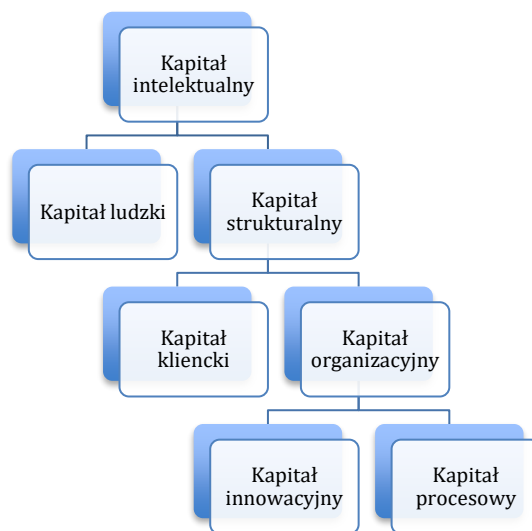 Kapitał
intelektualny
Kapitał ludzki
Kapitał
strukturalny
Kapitał
kliencki
Kapitał
organizacyjny
Kapitał
innowacyjny
Kapitał
procesowy